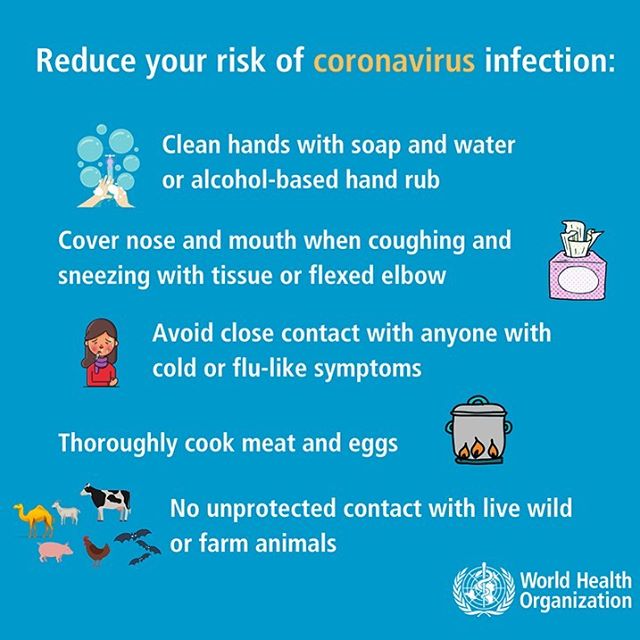 Reduce your risk of coronavirus infection:
Clean hands with soap and water
or alcohol-based hand rub
Cover nose and mouth when coughing and
sneezing with tissue or flexed elbow
Avoid close contact with anyone with
cold or flu-like symptoms
Thoroughly cook meat and eggs
No unprotected contact with live wild
or farm animals
World Health
Organization